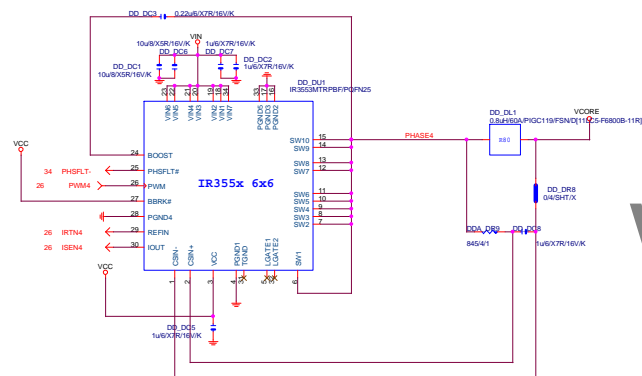 DD_DC3 0.22u/6/X7R/16V/K
VIN
10u/8/X5R/16V/K 1u/6/X7R/16V/K
DD_DC6 DD_DC7
DD_DC1 DD_DC2
10u/8/X5R/16V/K 1u/6/X7R/16V/K
DD_DU1
IR3553MTRPBF/PQFN25
23 22 21 20 19 18 34 33 17 16
VIN6 VIN5 VIN4 VIN3 VIN2 VIN1 VIN7 PGND5 PGND3 PGND2
DD_DL1
VCORE
PHASE4
R80
SW10 15
SW9 14
SW8 13
SW7 12
SW6 11
SW5 10
SW4 9
SW3 8
SW2 7
VCC
24 BOOST
34 PHSFLT- 25 PHSFLT#
26 PWM4 26 PWM
27 BBRK#
28 PGND4
26 IRTN4 29 REFIN
26 ISEN4 30 IOUT
IR355x 6x6
DD_DR8
0/4/SHT/X
DDA_DR9 DD_DC8
845/4/1 1u/6/X7R/16V/K
CSIN- CSIN+ VCC PGND1 TGND LGATE1 LGATE2 SW1
1 2 3 4 31 5 32 6
VCC
DD_DC5
1u/6/X7R/16V/K